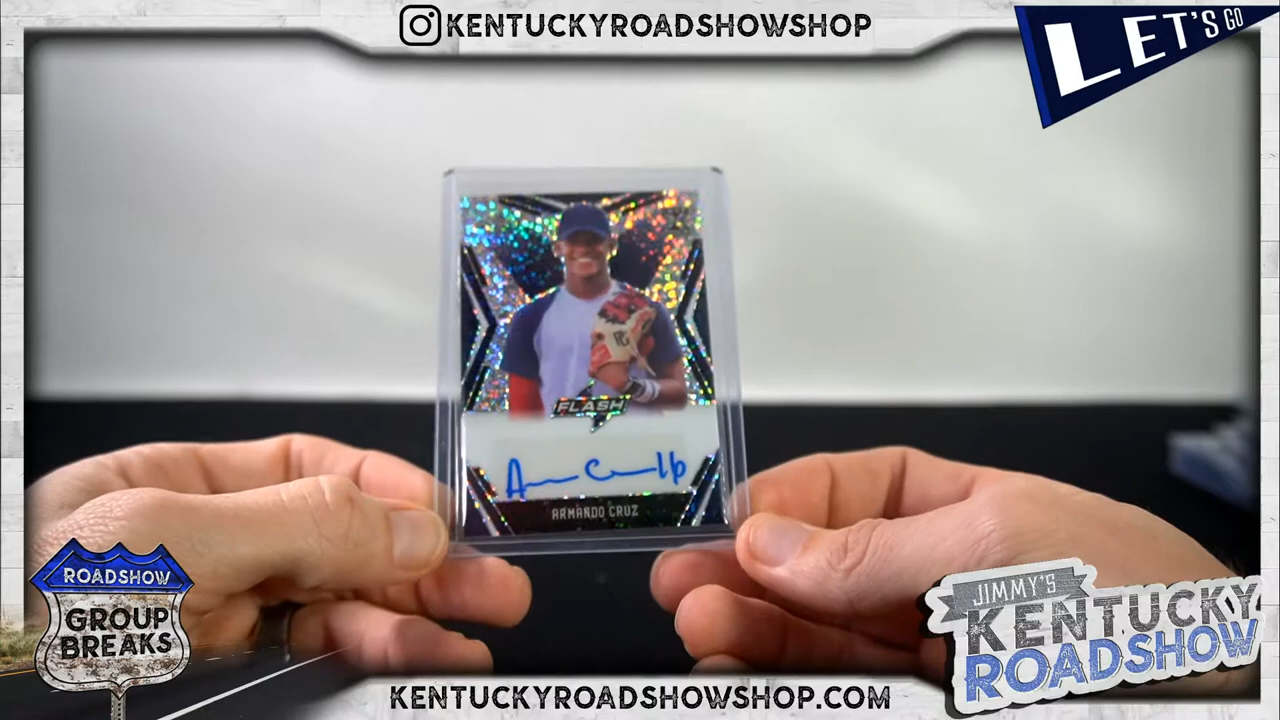 KENTUCKYROADSHOWSHOP
LET'S GO
FLASH
ARMANDO CRUZ
ROADSHOW
GROUP
BREAKS
JIMMY'S
KENTUCKY
ROADSHOW
KENTUCKYROADSHOWSHOP.COM